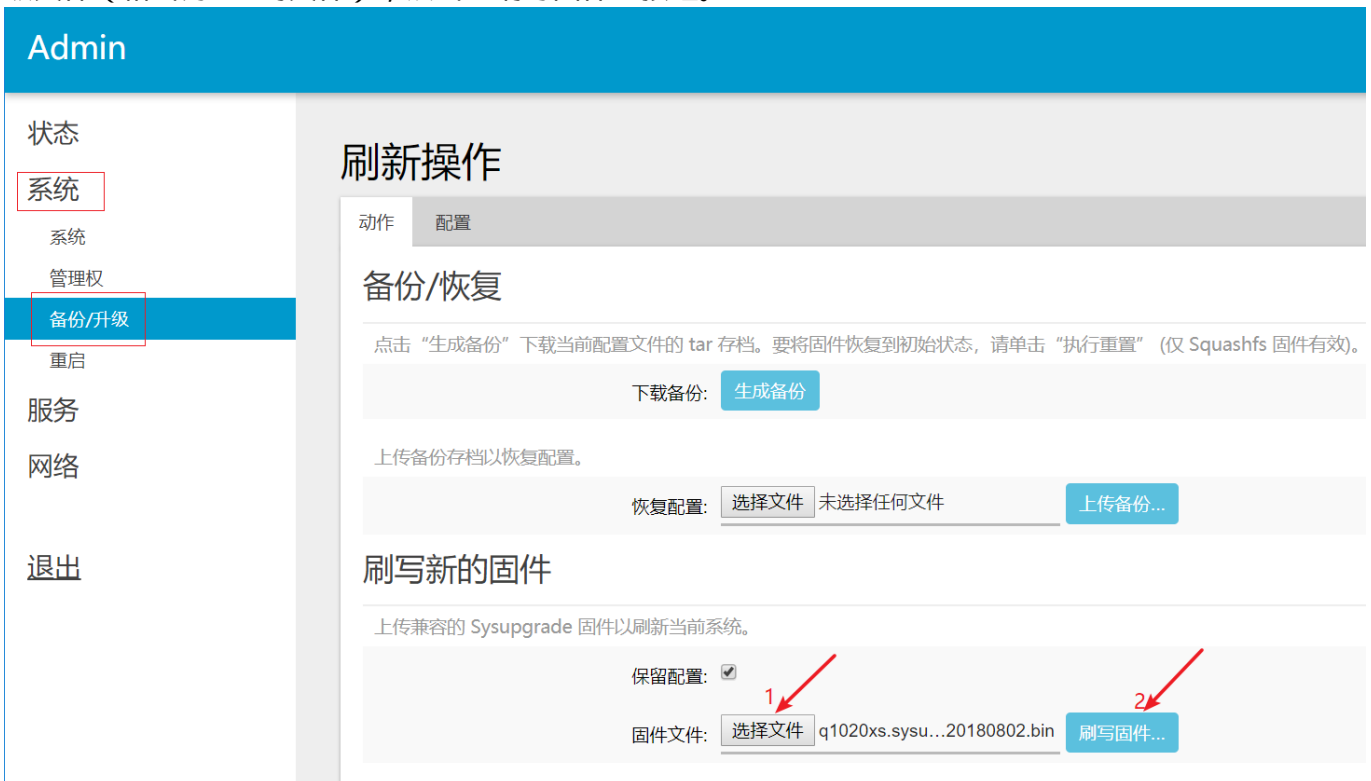 Admin
状态
系统
系统
管理权
备份/升级
重启
服务
网络
退出
刷新操作
动作 配置
备份/恢复
点击“生成备份”下载当前配置文件的 tar 存档。要将固件恢复到初始状态，请单击“执行重置” (仅 Squashfs 固件有效)。
下载备份: 生成备份
上传备份存档以恢复配置。
恢复配置: 选择文件 未选择任何文件 上传备份...
刷写新的固件
上传兼容的 Sysupgrade 固件以刷新当前系统。
保留配置:
1 2
固件文件: 选择文件 q1020xs.sysu…20180802.bin 刷写固件...